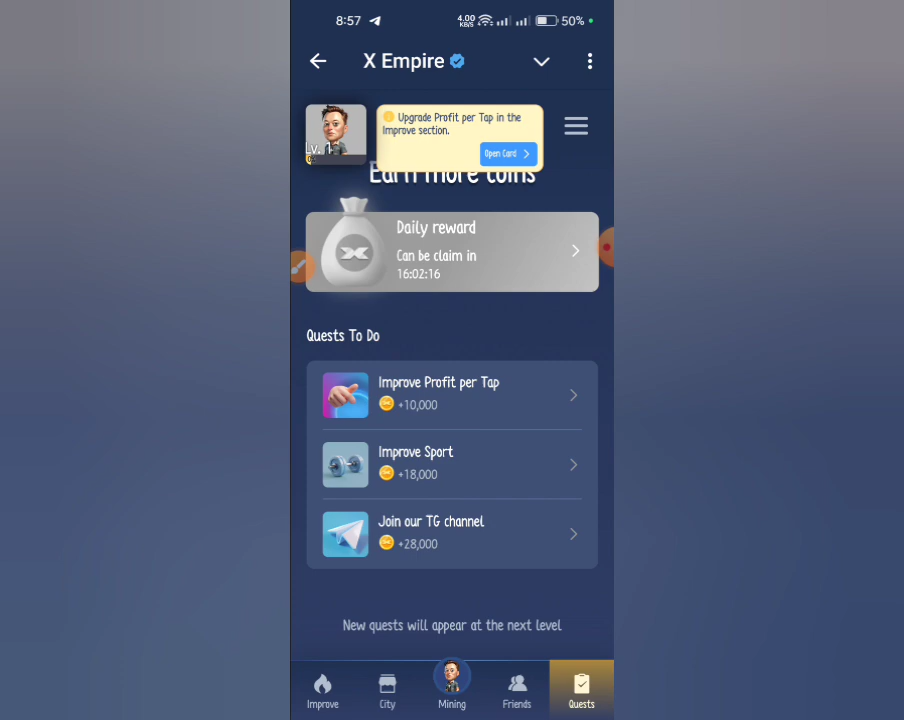 8:57
4.00 KB/S
50%
X Empire
Upgrade Profit per Tap in the
Improve section.
Open Card
Lv. 1
Earn more coins
Daily reward
Can be claim in
16:02:16
Quests To Do
Improve Profit per Tap
+10,000
Improve Sport
+18,000
Join our TG channel
+28,000
New quests will appear at the next level
Improve
City
Mining
Friends
Quests